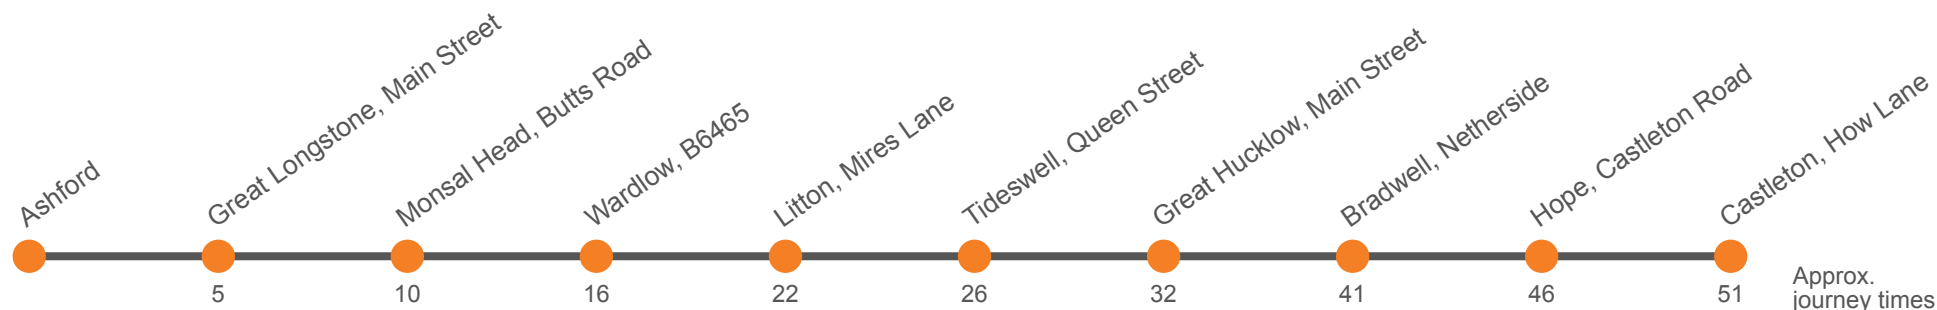 Ashford
Great Longstone, Main Street
Monsal Head, Butts Road
Wardlow, B6465
Litton, Mires Lane
Tideswell, Queen Street
Great Hucklow, Main Street
Bradwell, Netherside
Hope, Castleton Road
Castleton, How Lane
5
10
16
22
26
32
41
46
51
Approx.
journey times